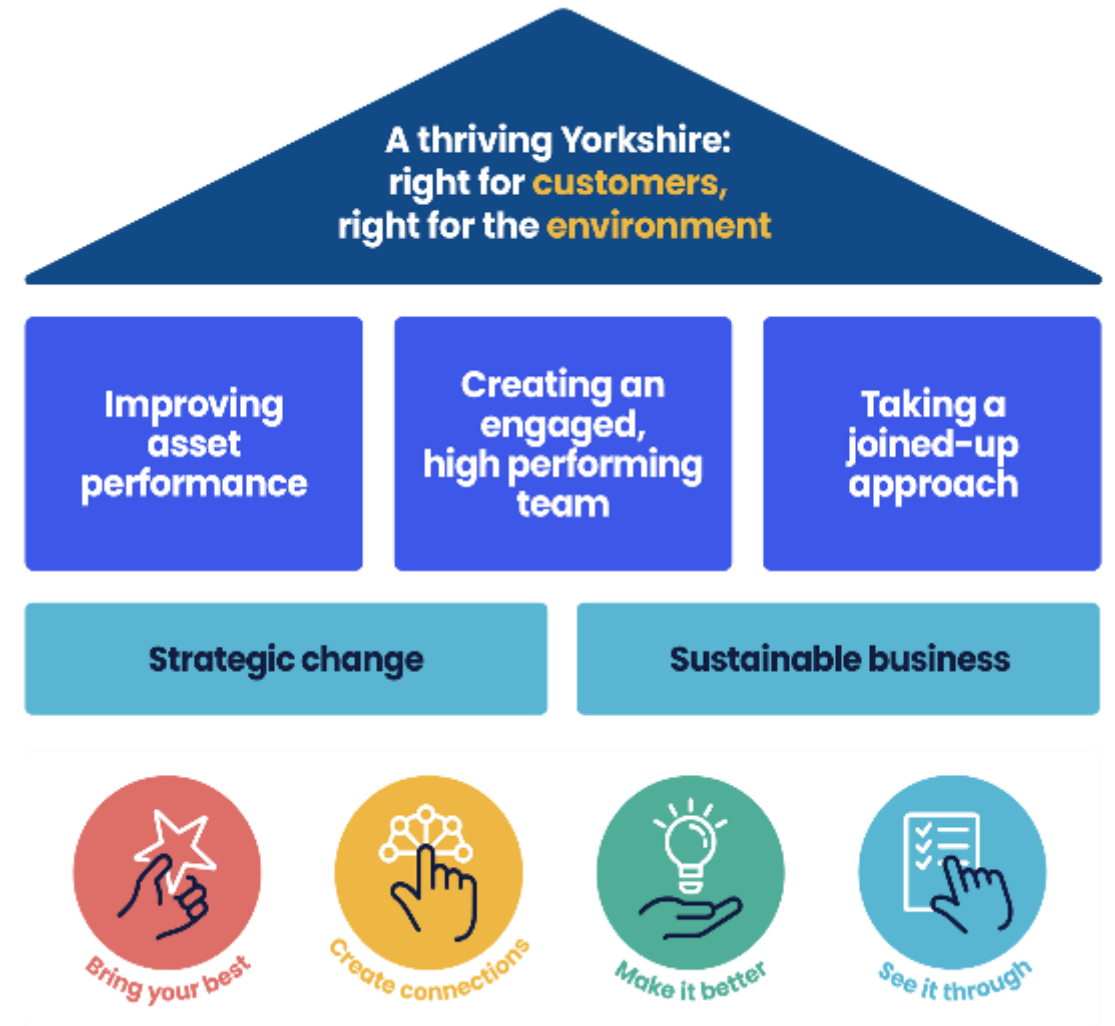 A thriving Yorkshire:
right for customers,
right for the environment
Improving
asset
performance
Creating an
engaged,
high performing
team
Taking a
joined-up
approach
Strategic change
Sustainable business
Bring your best
Create connections
Make it better
See it through